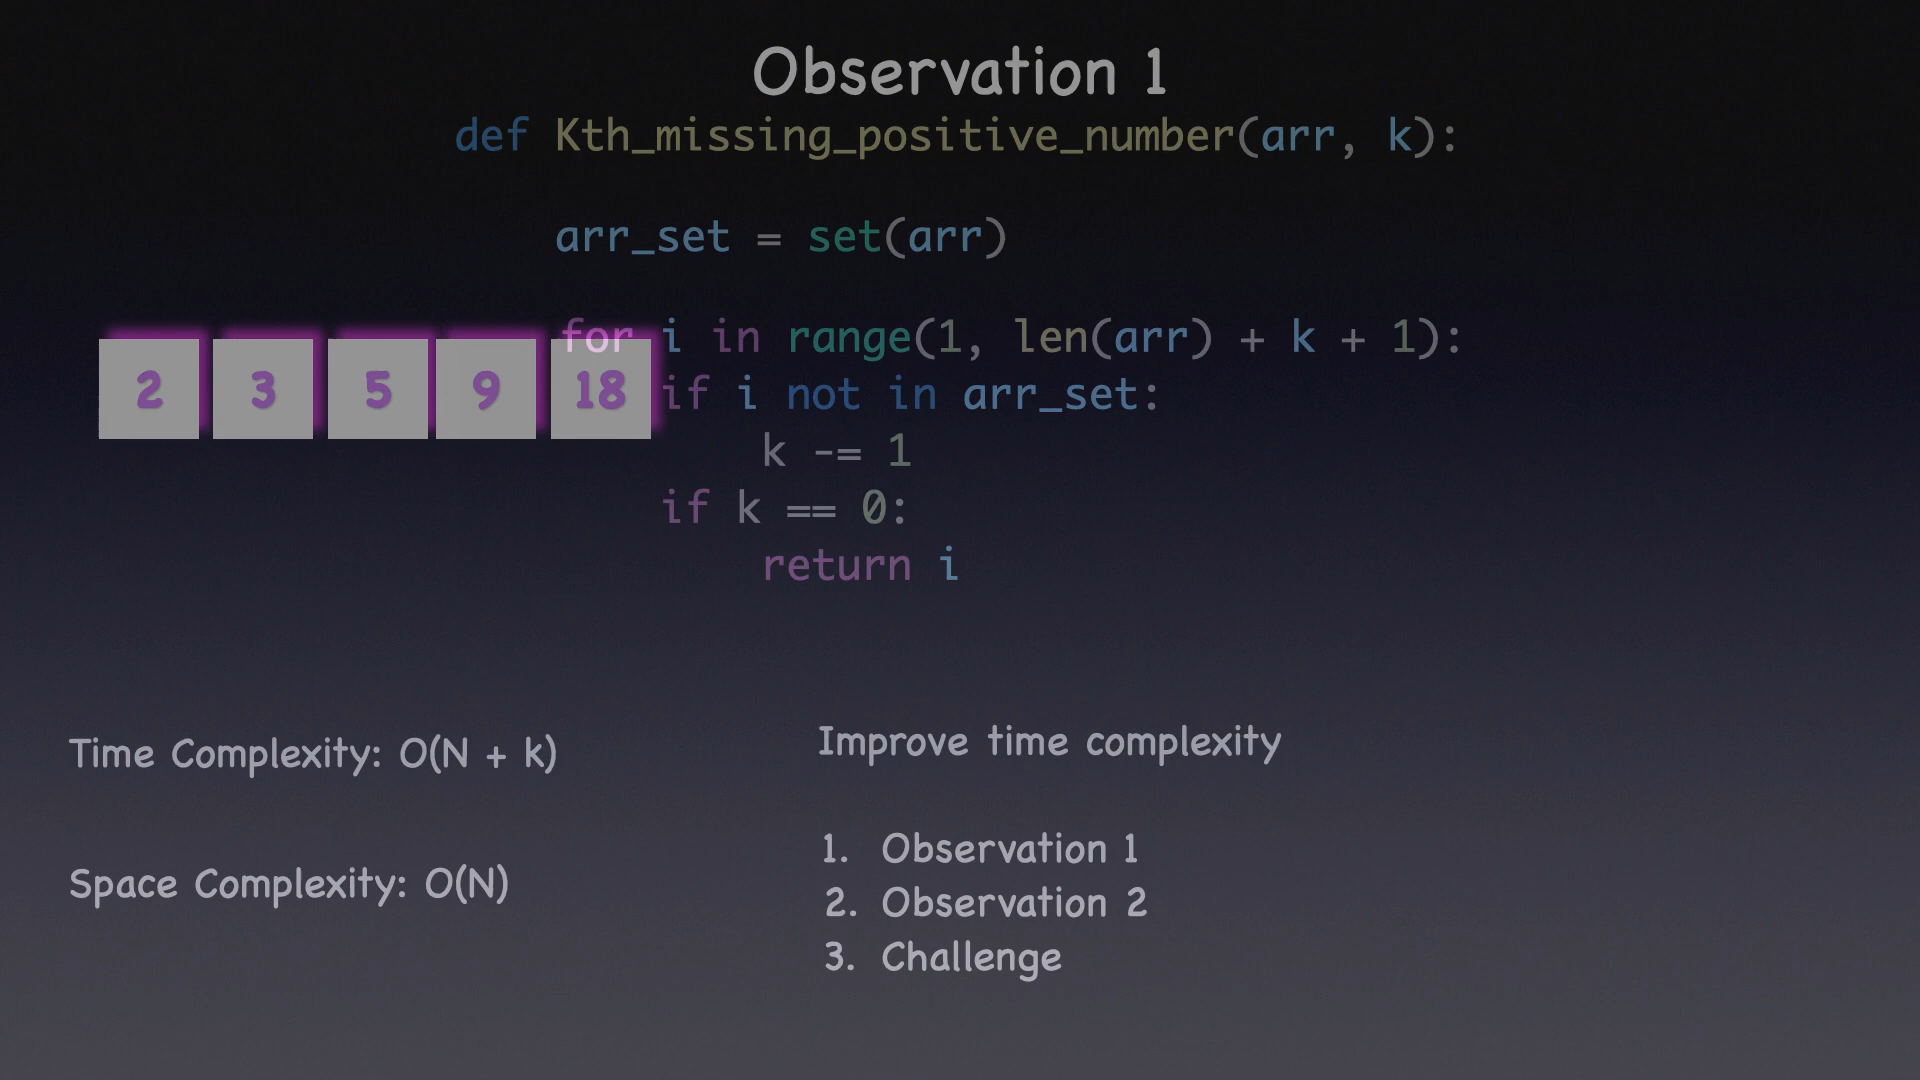 Observation 1
def Kth_missing_positive_number(arr, k):
arr_set = set(arr)
for i in range(1, len(arr) + k + 1):
2 3 5 9 18
if i not in arr_set:
k -= 1
if k == 0:
return i
Time Complexity: O(N + k)
Space Complexity: O(N)
Improve time complexity
1. Observation 1
2. Observation 2
3. Challenge